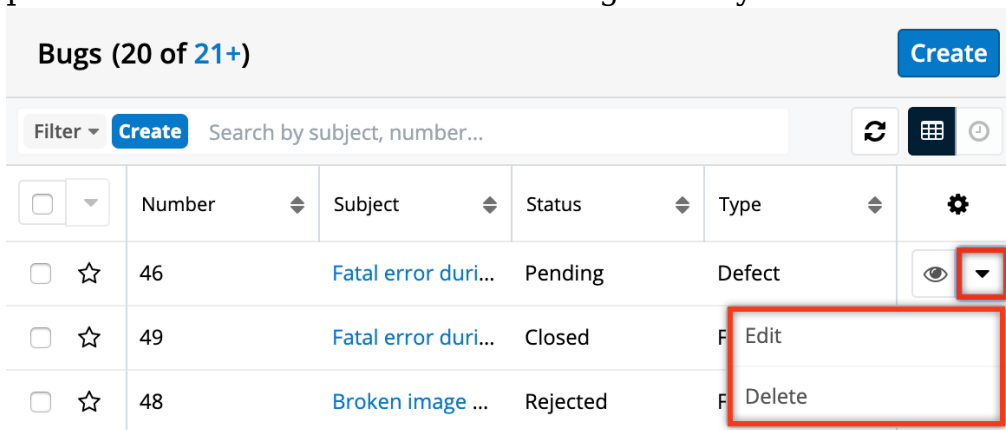 Bugs (20 of 21+)
Create
Filter Create Search by subject, number...
Number Subject Status Type
46 Fatal error duri... Pending Defect
49 Fatal error duri... Closed F
Edit
48 Broken image ... Rejected F
Delete